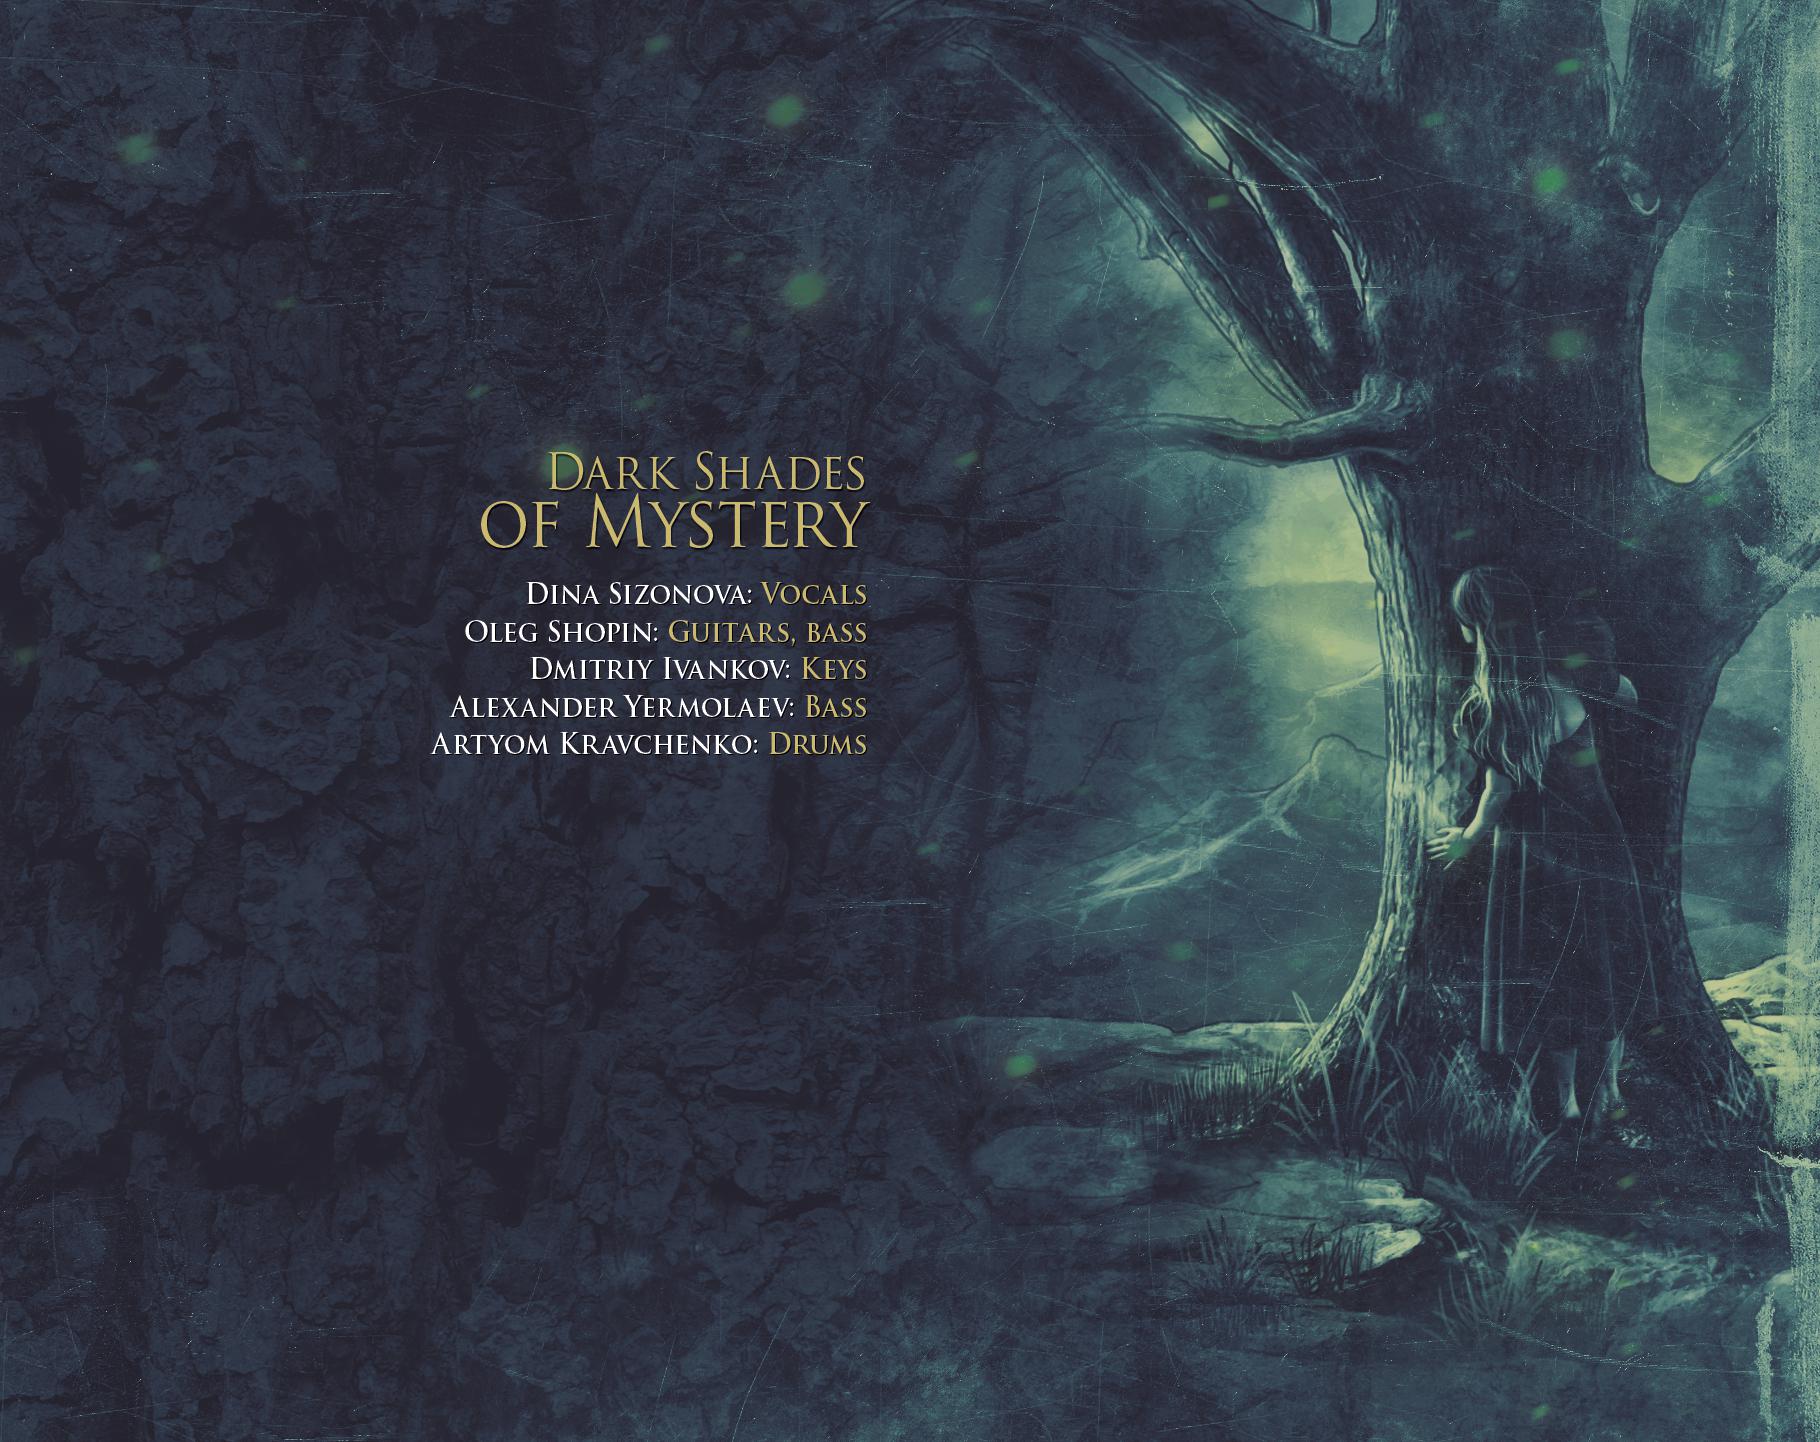 Dark Shades
of Mystery
Dina Sizonova: Vocals
Oleg Shopin: Guitars, bass
Dmitriy Ivankov: Keys
Alexander Yermolaev: Bass
Artyom Kravchenko: Drums